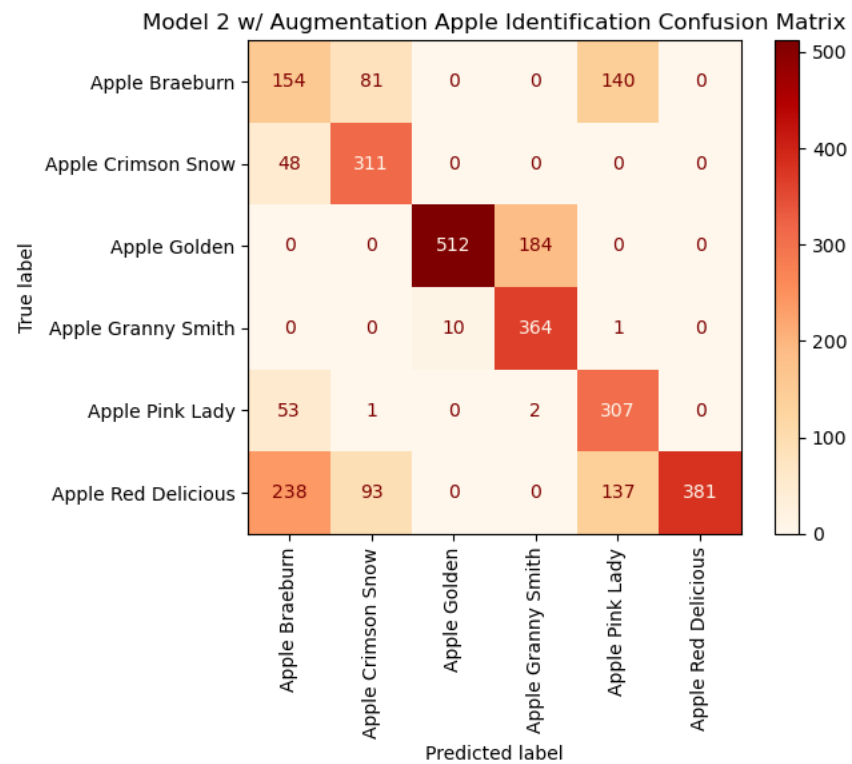 Model 2 w/ Augmentation Apple Identification Confusion Matrix
Apple Braeburn 154 81 0 0 140 0
Apple Crimson Snow 48 311 0 0 0 0
Apple Golden 0 0 512 184 0 0
Apple Granny Smith 0 0 10 364 1 0
Apple Pink Lady 53 1 0 2 307 0
Apple Red Delicious 238 93 0 0 137 381
True label
Apple Braeburn
Apple Crimson Snow
Apple Golden
Apple Granny Smith
Apple Pink Lady
Apple Red Delicious
Predicted label
500
400
300
200
100
0